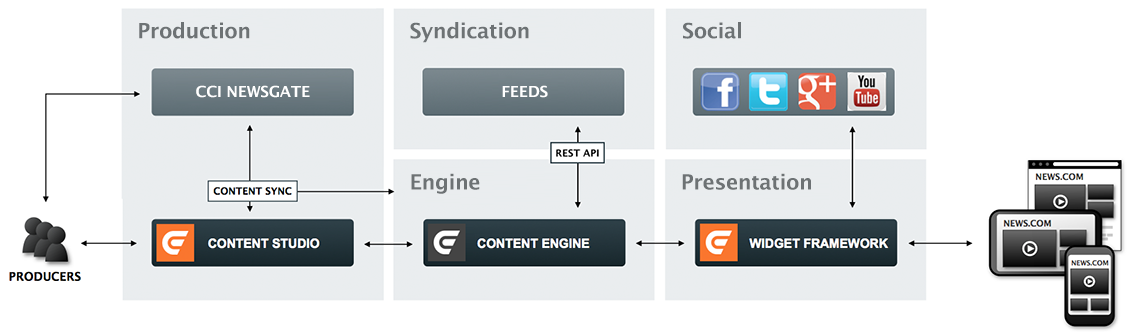 Production
Syndication
Social
CCI NEWSGATE
FEEDS
f
t
g+
You
Tube
CONTENT SYNC
REST API
Engine
Presentation
PRODUCERS
CONTENT STUDIO
CONTENT ENGINE
WIDGET FRAMEWORK
NEWS.COM
NEWS.COM
NEWS.COM